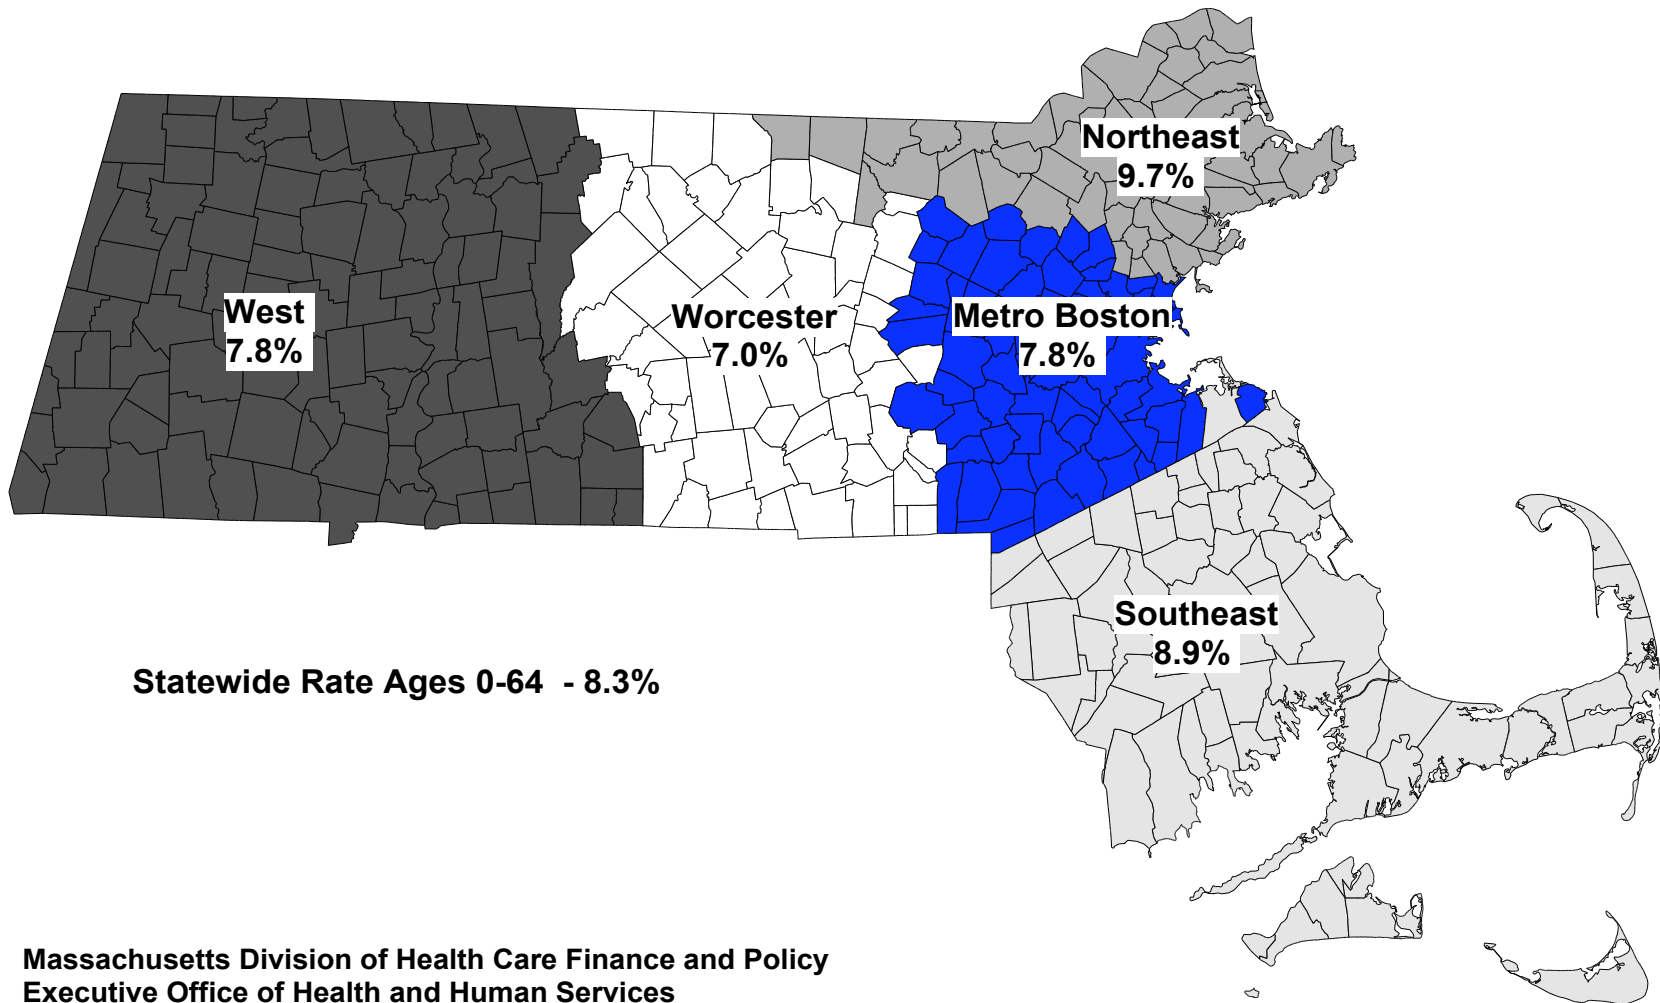 Northeast
9.7%
West
7.8%
Worcester
7.0%
Metro Boston
7.8%
Southeast
8.9%
Statewide Rate Ages 0-64  - 8.3%
Massachusetts Division of Health Care Finance and Policy
Executive Office of Health and Human Services